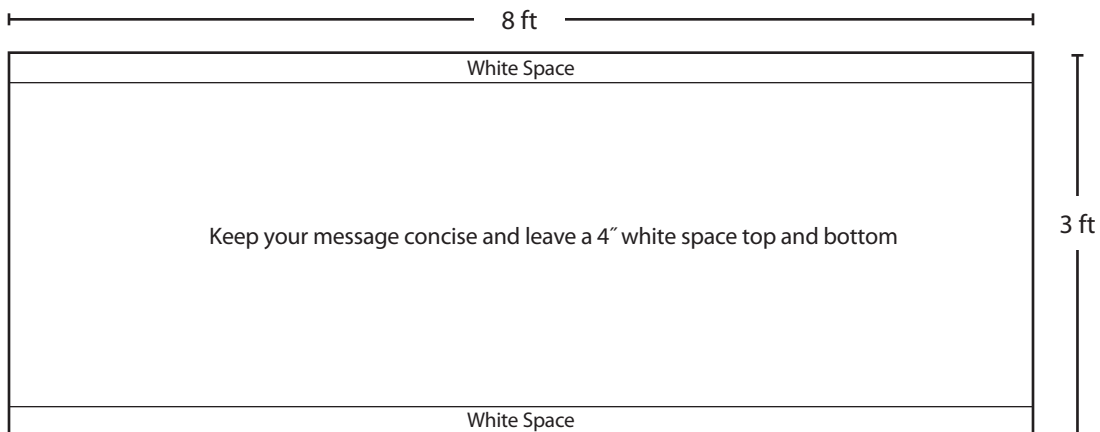 8 ft
White Space
3 ft
Keep your message concise and leave a 4˝ white space top and bottom
White Space